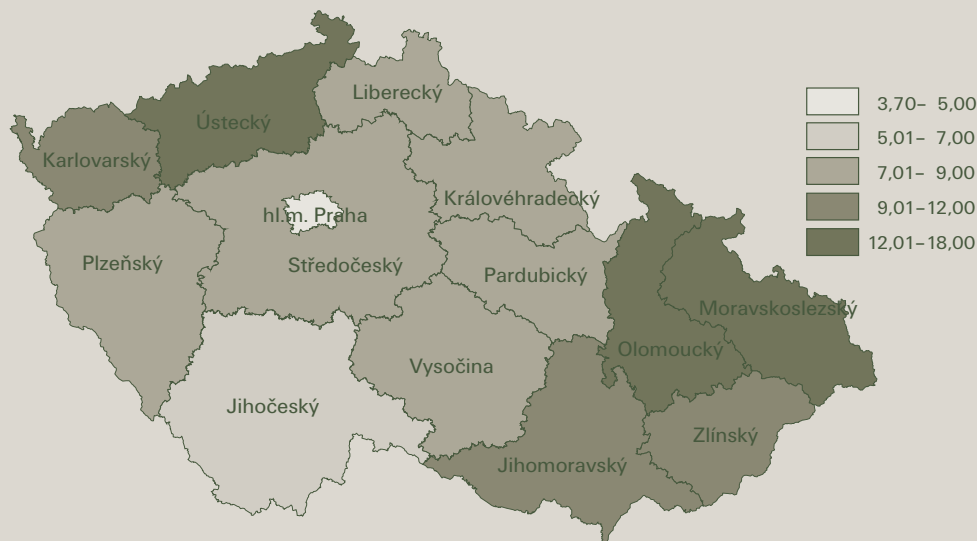 Liberecký
Ústecký
Karlovarský
Královéhradecký
hl.m. Praha
Plzeňský
Středočeský
Pardubický
Moravskoslezský
Olomoucký
Vysočina
Jihočeský
Zlínský
Jihomoravský
3,70– 5,00
5,01– 7,00
7,01– 9,00
9,01–12,00
12,01–18,00